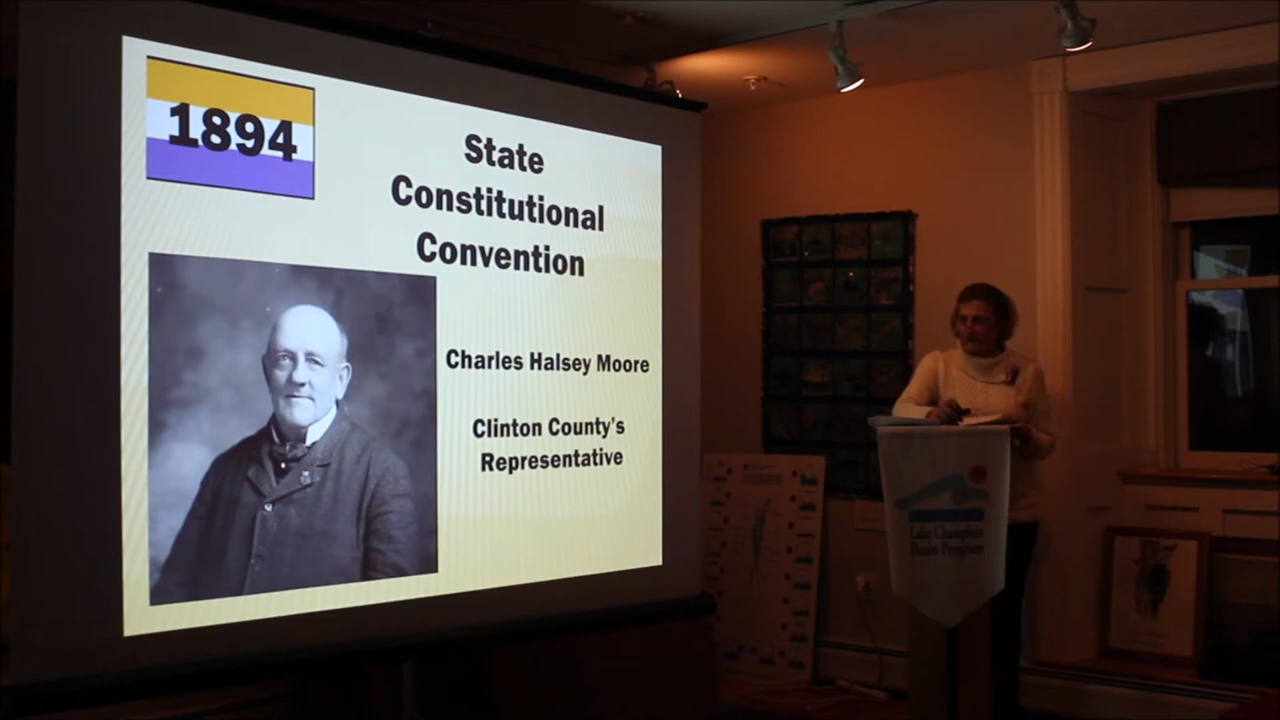 1894
State
Constitutional
Convention
Charles Halsey Moore
Clinton County's
Representative
Lake Champlain
Basin Program